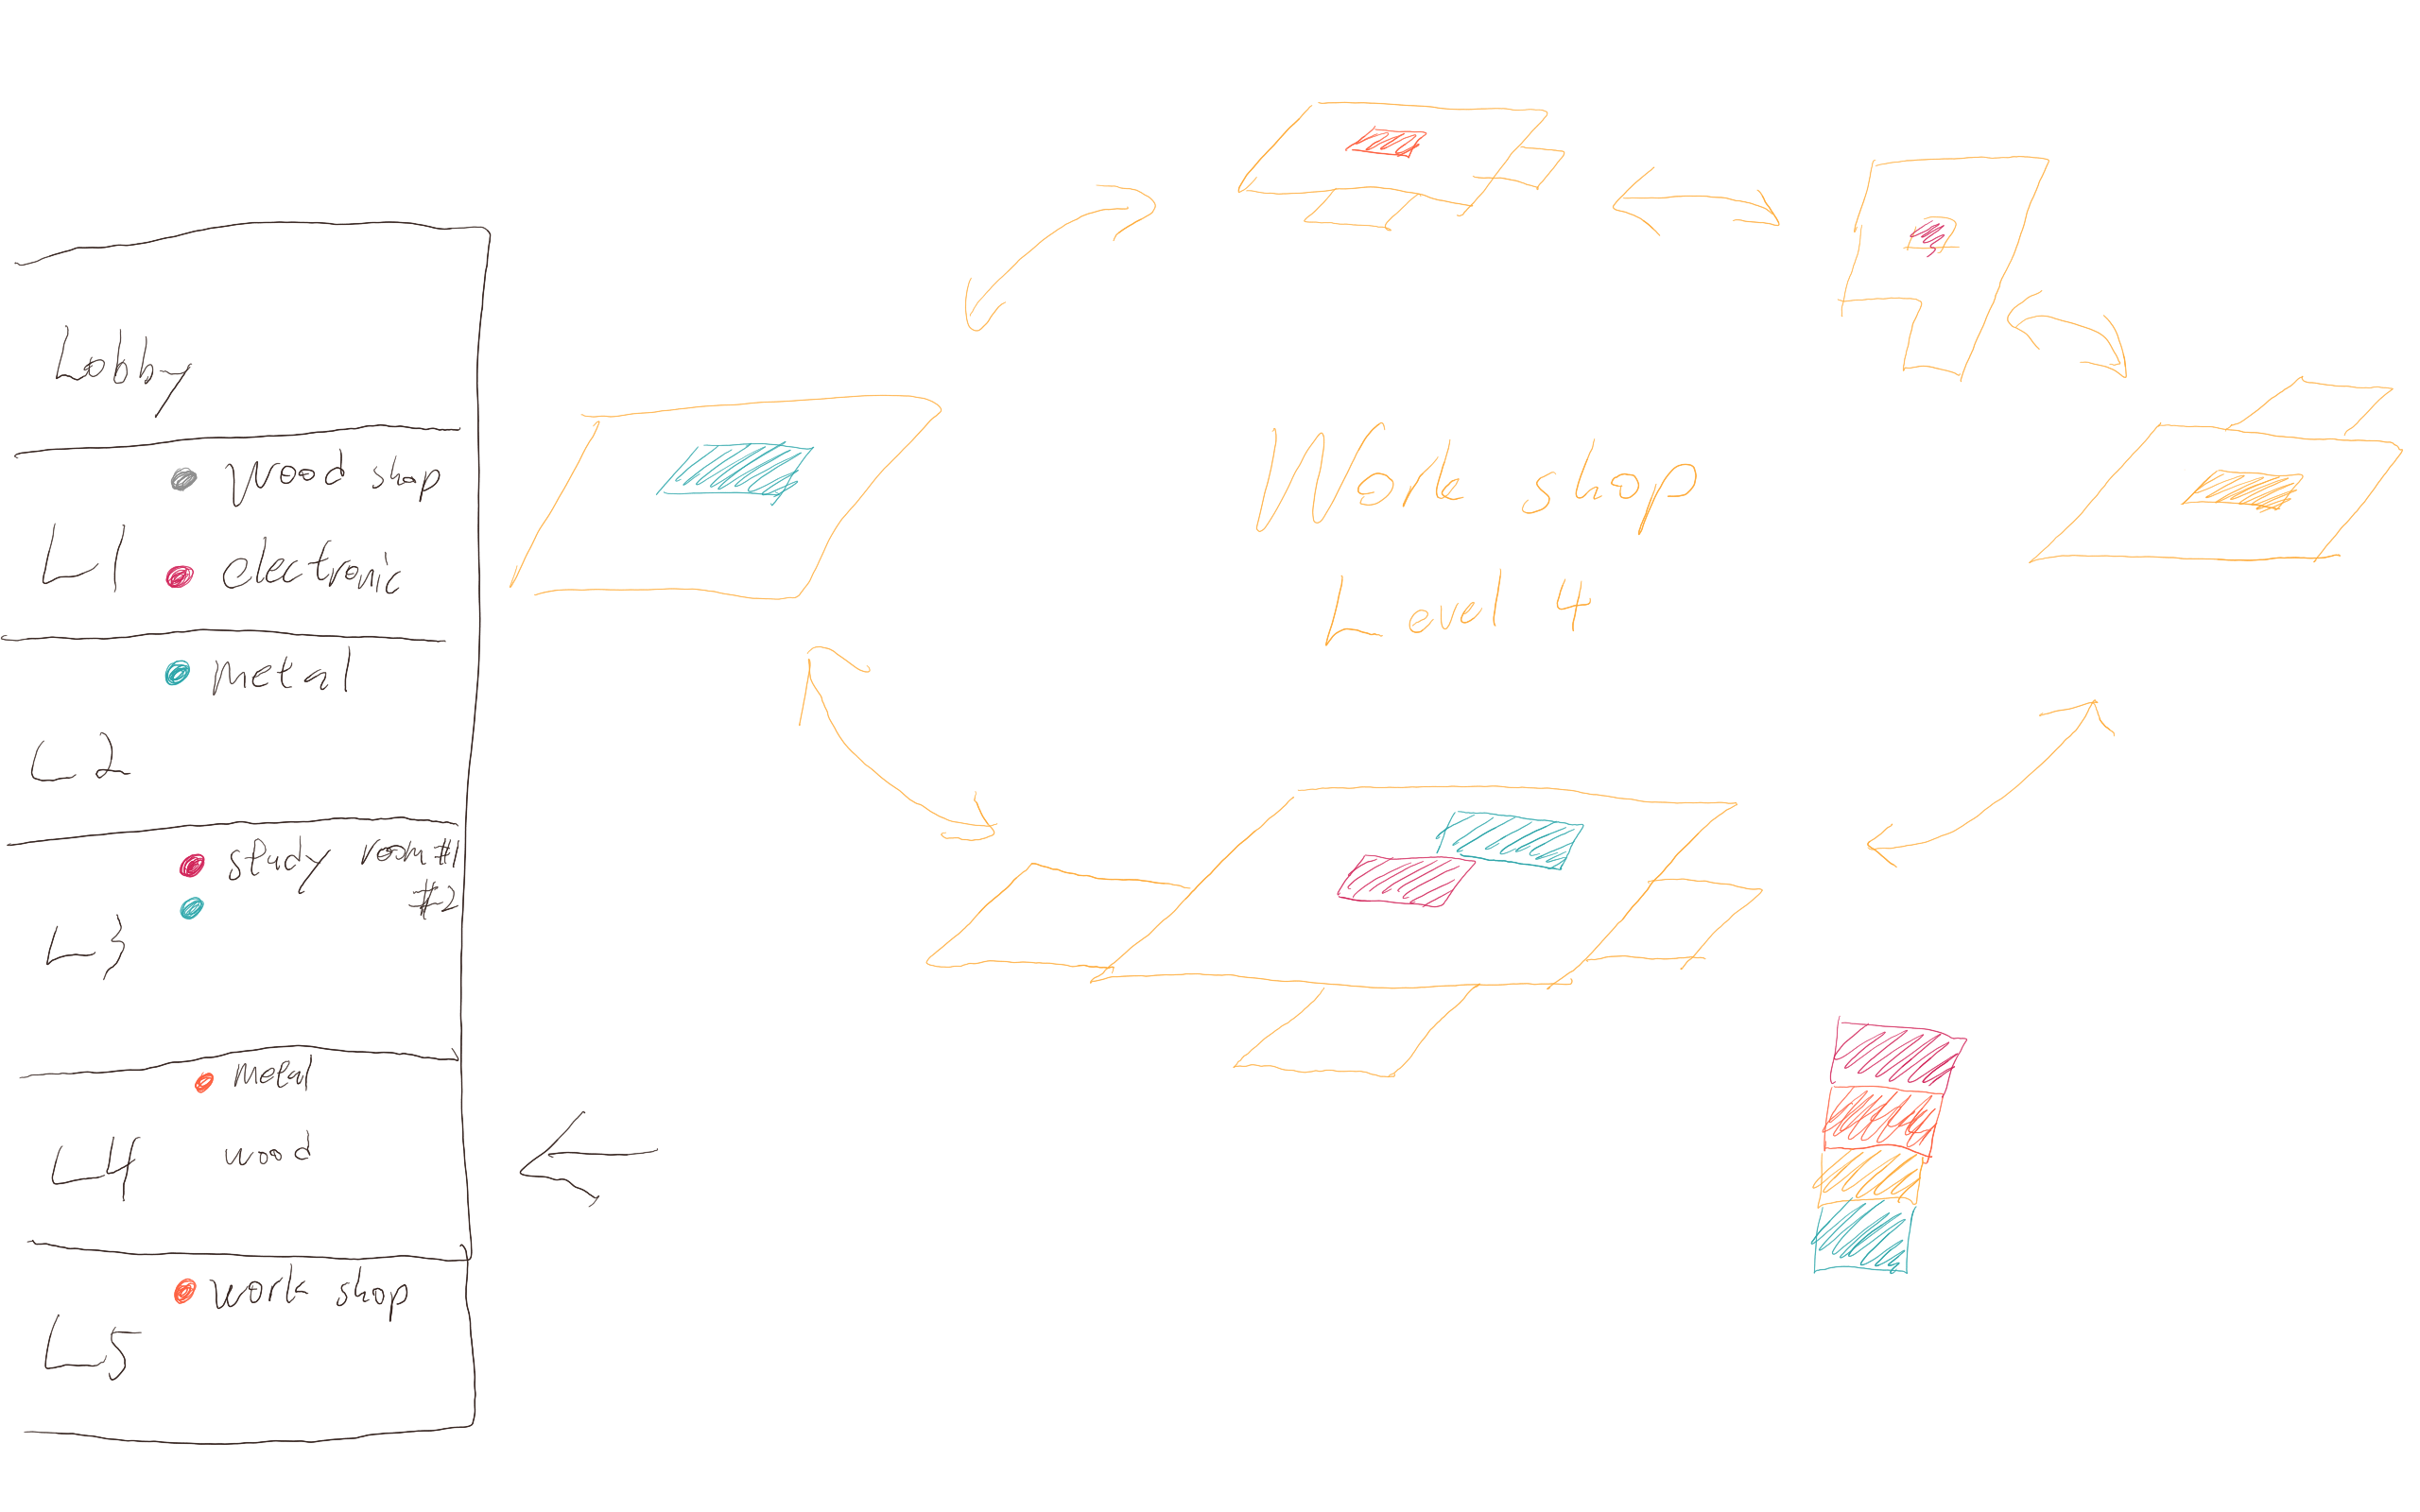 Lobby
Wood shop
L1
electronic
metal
L2
study room #1
#2
L3
metal
L4
wood
work shop
L5
Work shop
Level 4